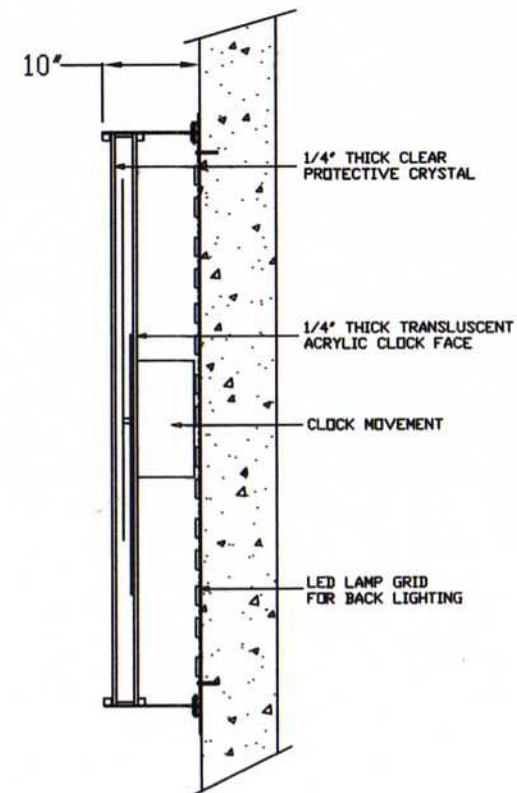 10"
1/4" THICK CLEAR
PROTECTIVE CRYSTAL
1/4" THICK TRANSLUSCENT
ACRYLIC CLOCK FACE
CLOCK MOVEMENT
LED LAMP GRID
FOR BACK LIGHTING